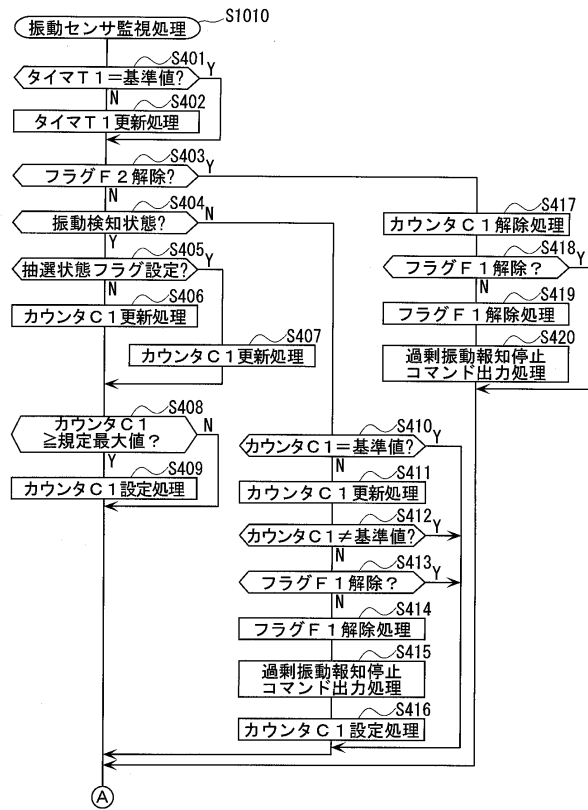 振動センサ監視処理
S1010
S401
タイマT1=基準値?
Y
N
S402
タイマT1更新処理
S403
フラグF2解除?
Y
N
S404
振動検知状態?
N
Y
S405
抽選状態フラグ設定?
Y
N
S406
カウンタC1更新処理
S407
カウンタC1更新処理
S408
カウンタC1
≧規定最大値?
N
Y
S409
カウンタC1設定処理
S410
カウンタC1=基準値?
Y
N
S411
カウンタC1更新処理
S412
カウンタC1≠基準値?
Y
N
S413
フラグF1解除?
Y
N
S414
フラグF1解除処理
S415
過剰振動報知停止
コマンド出力処理
S416
カウンタC1設定処理
S417
カウンタC1解除処理
S418
フラグF1解除?
Y
N
S419
フラグF1解除処理
S420
過剰振動報知停止
コマンド出力処理
A